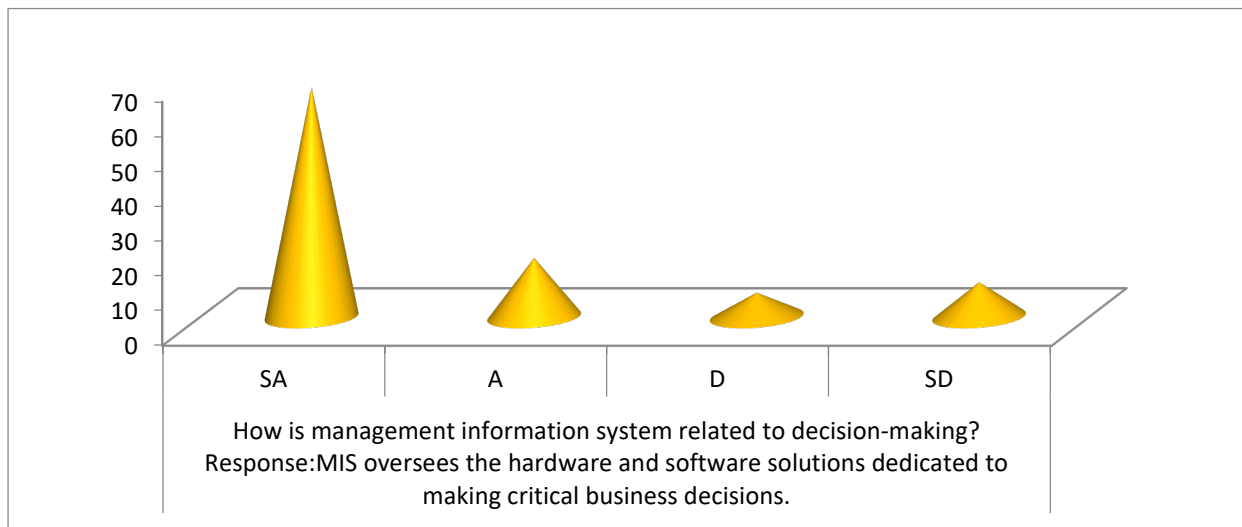 70
60
50
40
30
20
10
0
SA A D SD
How is management information system related to decision-making?
Response:MIS oversees the hardware and software solutions dedicated to
making critical business decisions.